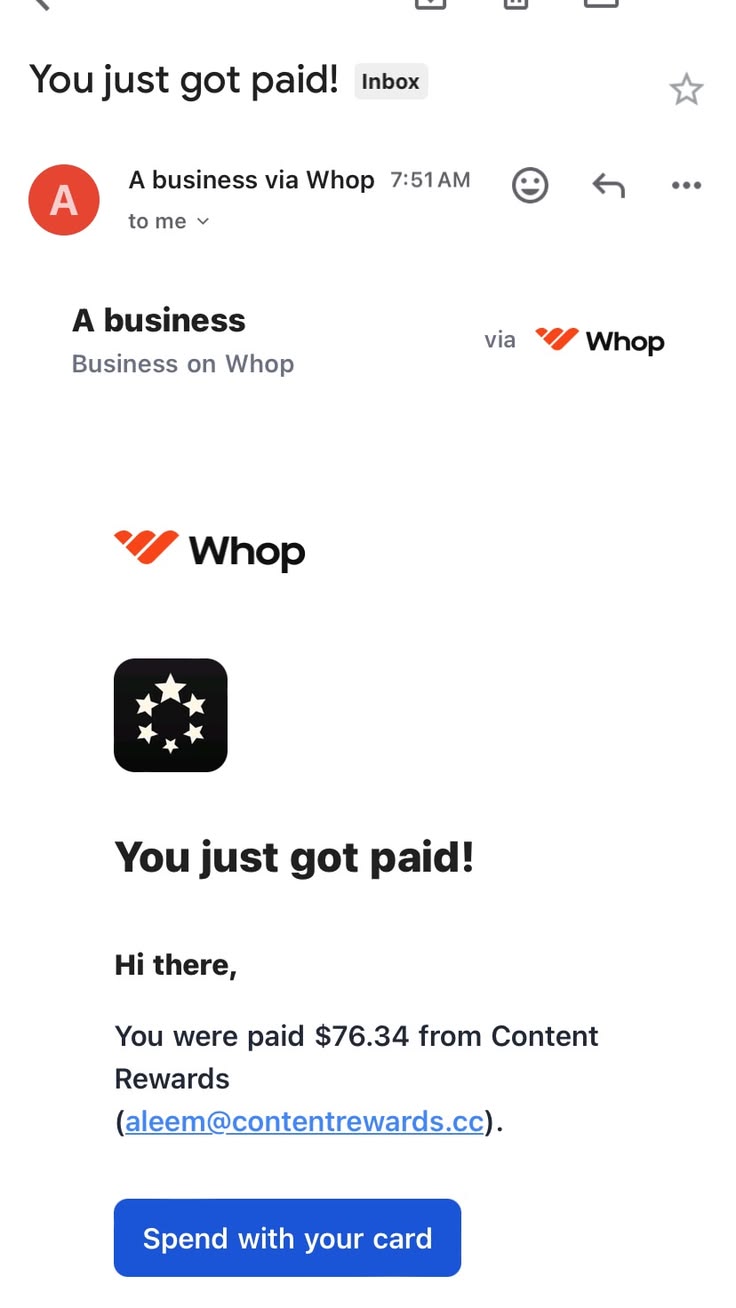 You just got paid! Inbox
A business via Whop 7:51 AM
to me
A
A business
Business on Whop
via Whop
Whop
You just got paid!
Hi there,
You were paid $76.34 from Content
Rewards
(aleem@contentrewards.cc).
Spend with your card